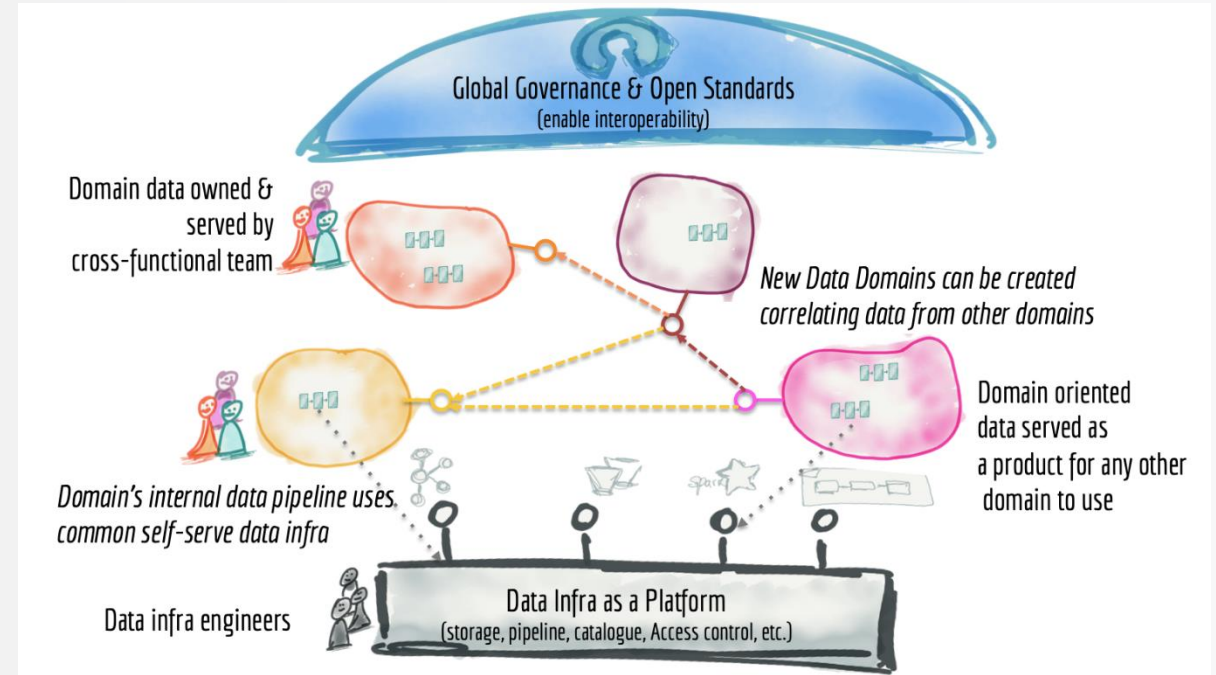 Global Governance & Open Standards
(enable interoperability)
Domain data owned &
served by
cross-functional team
New Data Domains can be created
correlating data from other domains
Domain oriented
data served as
a product for any other
domain to use
Spark
Domain's internal data pipeline uses
common self-serve data infra
Data infra engineers
Data Infra as a Platform
(storage, pipeline, catalogue, Access control, etc.)